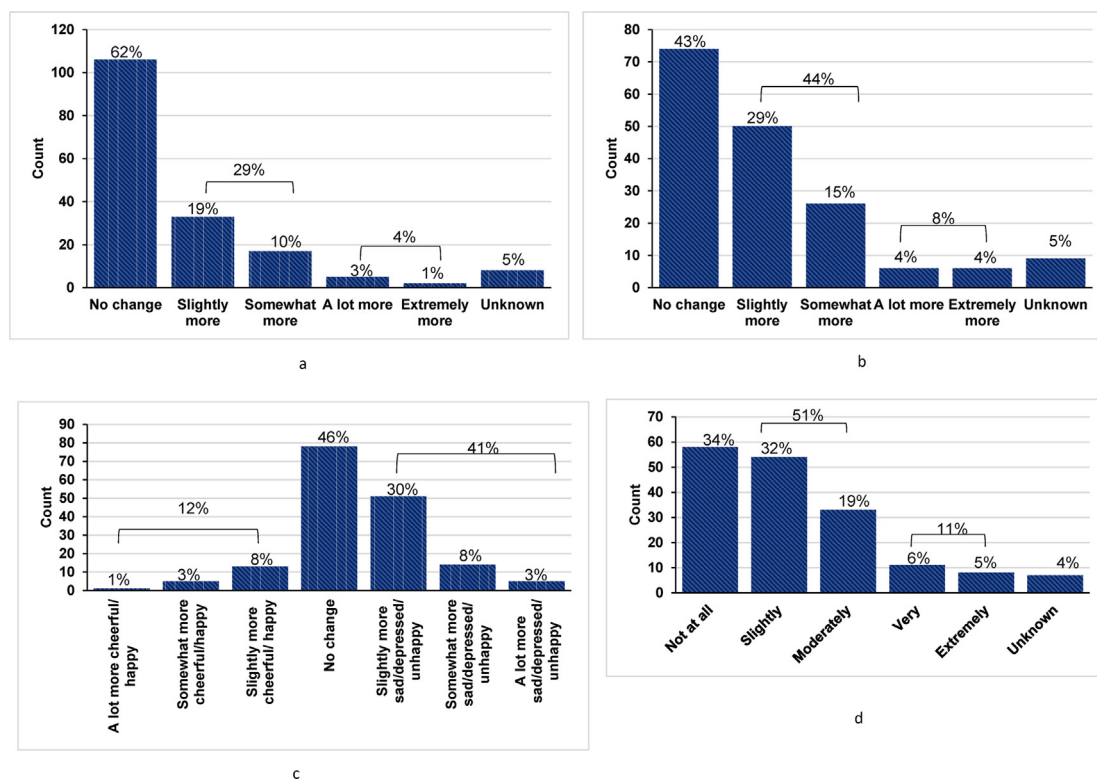 120
100
80
60
40
20
0
Count
62%
19%
10%
29%
3%
1%
4%
5%
No change
Slightly
more
Somewhat
more
A lot more
Extremely
more
Unknown
a
80
70
60
50
40
30
20
10
0
Count
43%
29%
15%
44%
4%
4%
8%
5%
No change
Slightly
more
Somewhat
more
A lot more
Extremely
more
Unknown
b
90
80
70
60
50
40
30
20
10
0
Count
1%
3%
8%
12%
46%
30%
8%
3%
41%
A lot more cheerful/
happy
Somewhat more
cheerful/happy
Slightly more
cheerful/ happy
No change
Slightly more
sad/depressed/
unhappy
Somewhat more
sad/depressed/
unhappy
A lot more
sad/depressed/
unhappy
c
70
60
50
40
30
20
10
0
Count
34%
32%
19%
51%
6%
5%
11%
4%
Not at all
Slightly
Moderately
Very
Extremely
Unknown
d